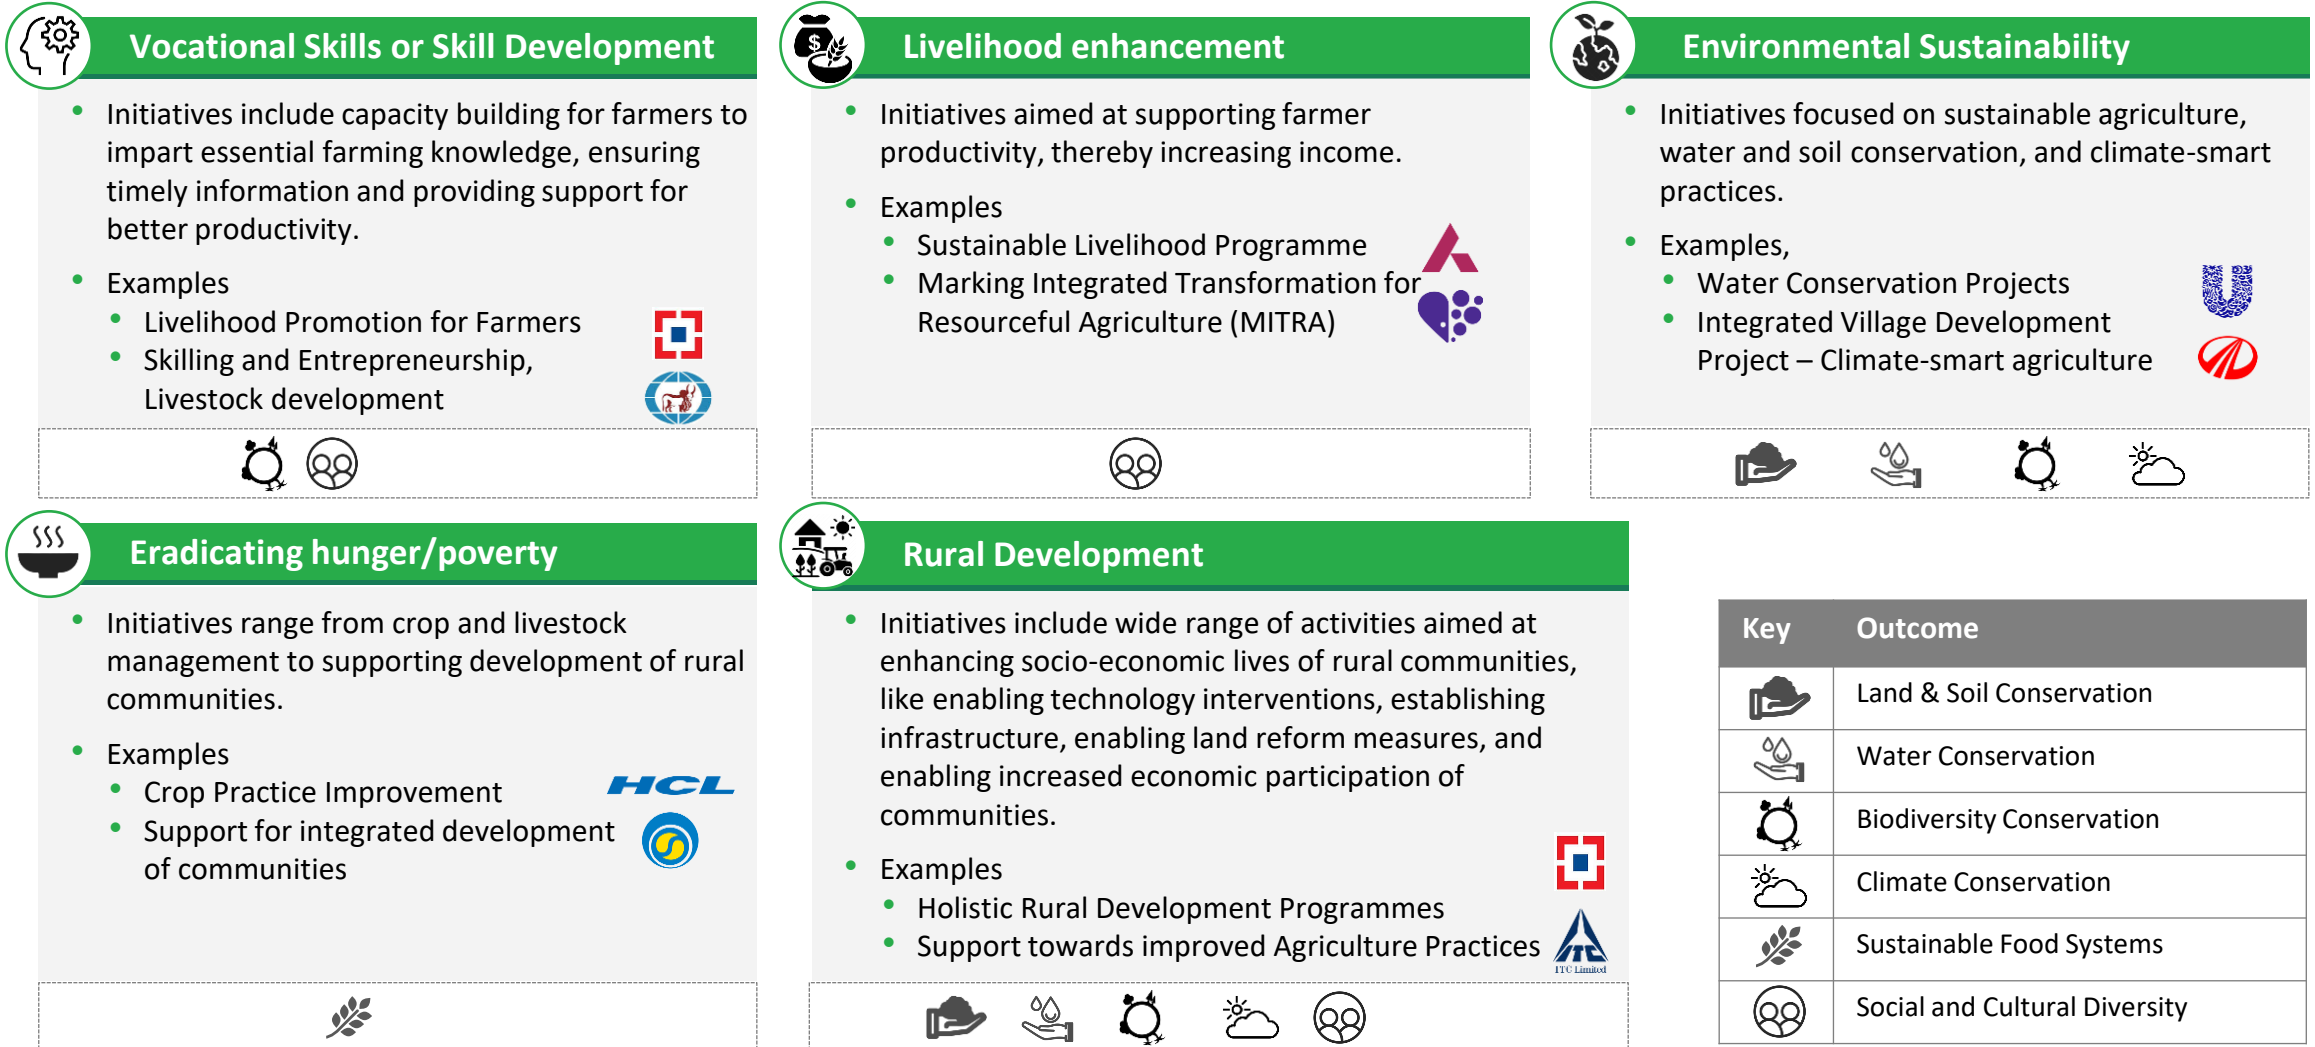 Vocational Skills or Skill Development
Initiatives include capacity building for farmers to
impart essential farming knowledge, ensuring
timely information and providing support for
better productivity.
Examples
Livelihood Promotion for Farmers
Skilling and Entrepreneurship,
Livestock development
Livelihood enhancement
$
Initiatives aimed at supporting farmer
productivity, thereby increasing income.
Examples
Sustainable Livelihood Programme
Marking Integrated Transformation for
Resourceful Agriculture (MITRA)
Environmental Sustainability
Initiatives focused on sustainable agriculture,
water and soil conservation, and climate-smart
practices.
Examples,
Water Conservation Projects
Integrated Village Development
Project – Climate-smart agriculture
Eradicating hunger/poverty
Initiatives range from crop and livestock
management to supporting development of rural
communities.
Examples
Crop Practice Improvement
Support for integrated development
of communities
HCL
Rural Development
Initiatives include wide range of activities aimed at
enhancing socio-economic lives of rural communities,
like enabling technology interventions, establishing
infrastructure, enabling land reform measures, and
enabling increased economic participation of
communities.
Examples
Holistic Rural Development Programmes
Support towards improved Agriculture Practices
ITC
ITC Limited
Key Outcome
Land & Soil Conservation
Water Conservation
Biodiversity Conservation
Climate Conservation
Sustainable Food Systems
Social and Cultural Diversity